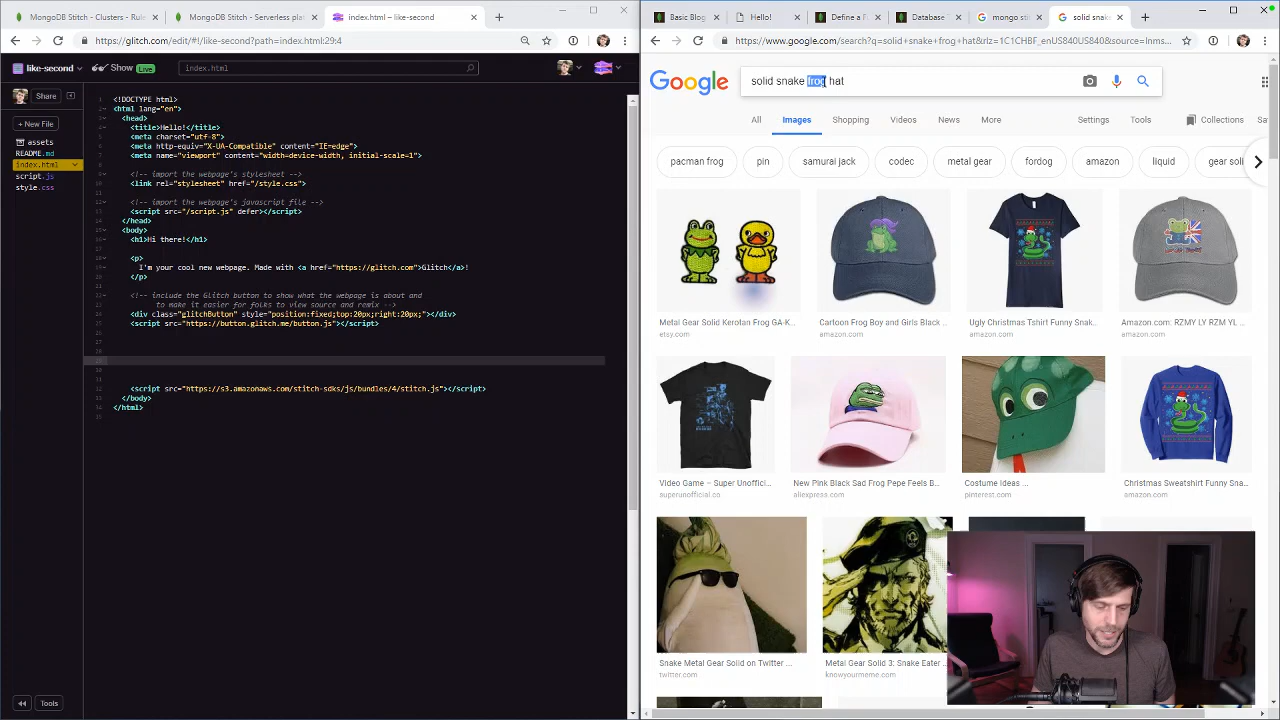 MongoDB Stitch - Cluster - Rul
MongoDB Stitch - Serverless pla
index.html – like-second
https://glitch.com/edit/#!/like-second?path=index.html:29:4
like-second
Show
Live
index.html
Share
+ New File
assets
README.md
index.html
script.js
style.css
<!DOCTYPE html>
<html lang="en">
<head>
<title>Hello!</title>
<meta charset="utf-8">
<meta http-equiv="X-UA-Compatible" content="IE=edge">
<meta name="viewport" content="width=device-width, initial-scale=1">
<!-- import the webpage's stylesheet -->
<link rel="stylesheet" href="/style.css">
<!-- import the webpage's javascript file -->
<script src="/script.js" defer></script>
</head>
<body>
<h1>Hi there!</h1>
<p>
I'm your cool new webpage. Made with <a href="https://glitch.com">Glitch</a>!
</p>
<!-- include the Glitch button to show what the webpage is about and
to make it easier for folks to view source and remix -->
<div class="glitchButton" style="position:fixed;top:20px;right:20px;"></div>
<script src="https://button.glitch.me/button.js"></script>
<script src="https://s3.amazonaws.com/stitch-sdks/js/bundles/4/stitch.js"></script>
</body>
</html>
Tools
Basic Blog
Hello!
Define a
Database
mongo sti
solid snak
https://www.google.com/search?q=solid+snake+frog+hat&rlz=1C1CHBF_enUS840US840&source=lnms...
Google
solid snake frog hat
All
Images
Shopping
Videos
News
More
Settings
Tools
Collecti
pacman frog
pin
samurai jack
codec
metal gear
fordog
amazon
liquid
gear soli
Metal Gear Solid Kerotan Frog GA-K...
etsy.com
Cartoon Frog Boy and Girls Black ...
amazon.com
Ugly Christmas Tshirt Funny Snak...
amazon.com
Amazon.com: RZMY LY RZM YL ...
amazon.com
Video Game – Super Unoffici...
superunofficial.co
New Pink Black Sad Frog Pepe Feels B...
aliexpress.com
Costume Ideas ...
pinterest.com
Christmas Sweatshirt Funny Sna...
amazon.com
Snake Metal Gear Solid on Twitter ...
twitter.com
Metal Gear Solid 3: Snake Eater ...
knowyourmeme.com